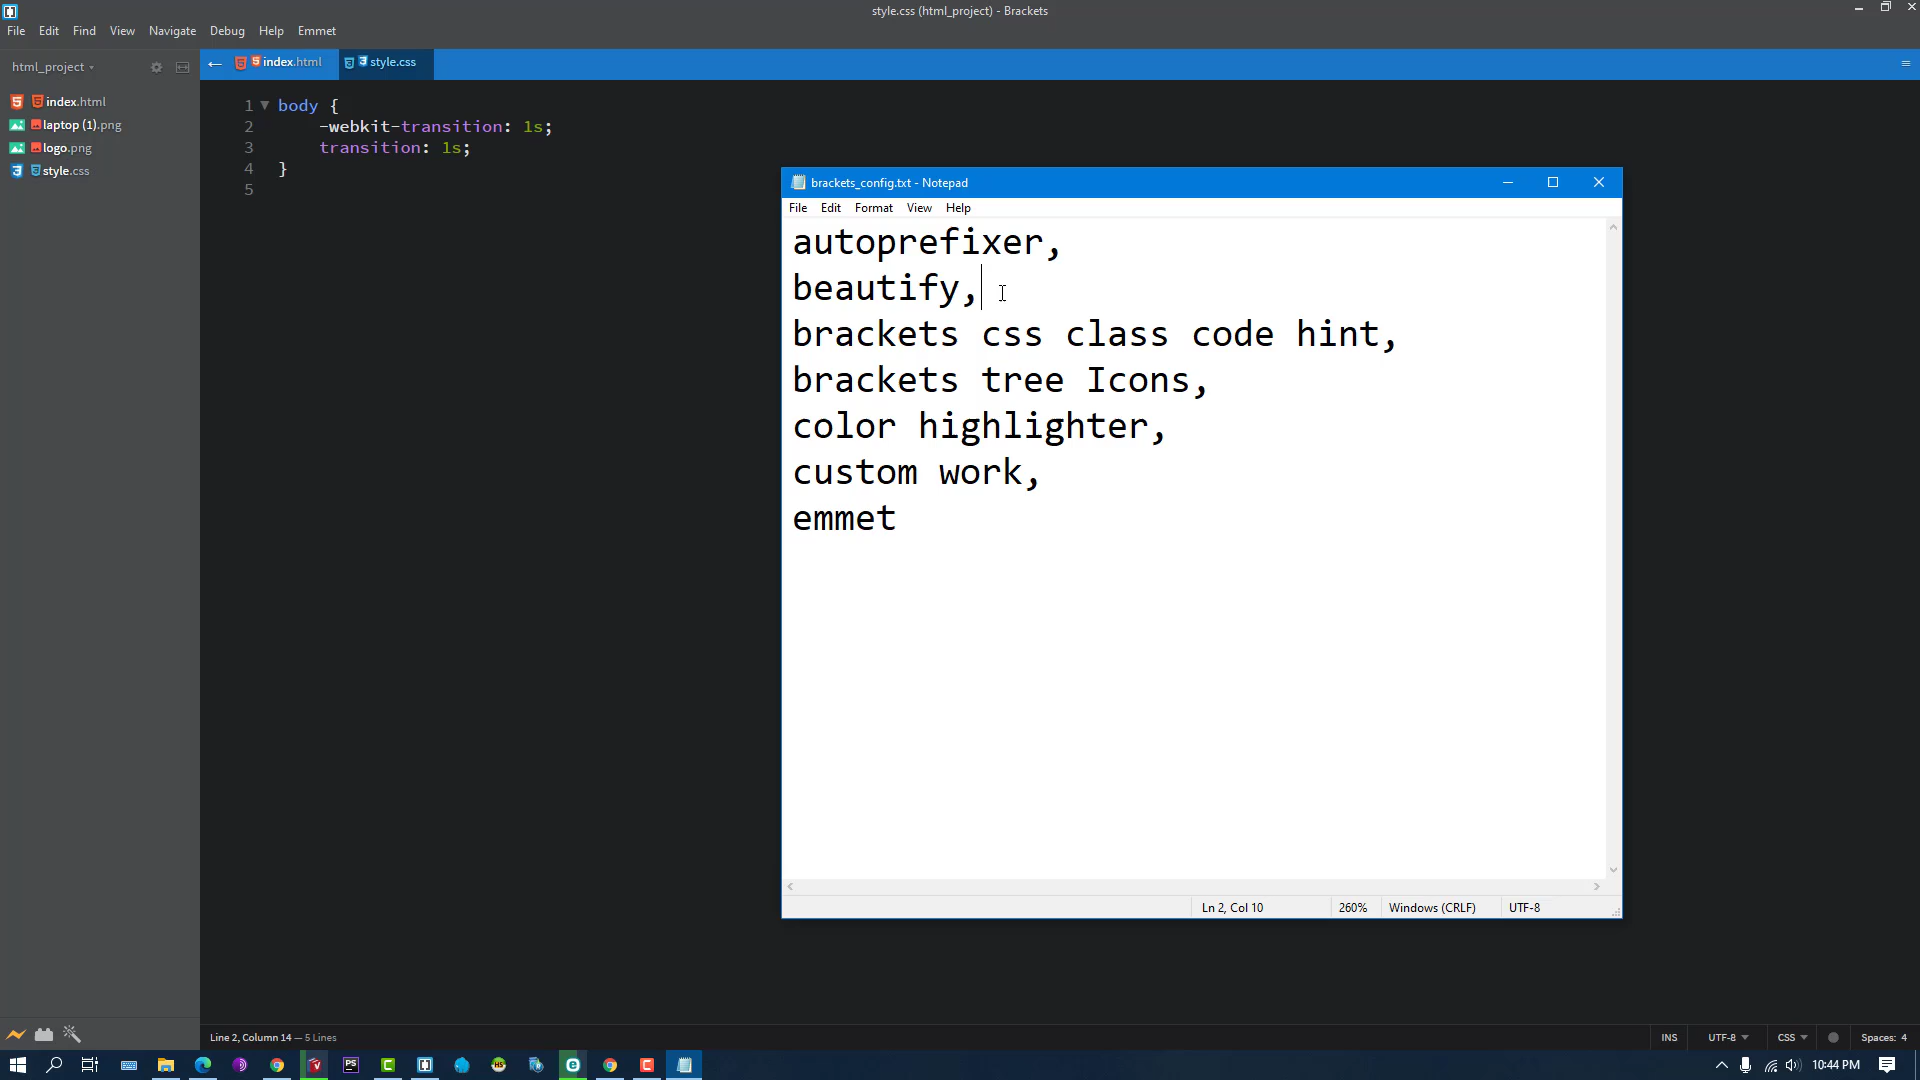 style.css (html_project) - Brackets
File Edit Find View Navigate Debug Help Emmet
html_project
index.html
style.css
index.html
laptop (1).png
logo.png
style.css
1 body {
2 -webkit-transition: 1s;
3 transition: 1s;
4 }
5
brackets_config.txt - Notepad
File Edit Format View Help
autoprefixer,
beautify,
brackets css class code hint,
brackets tree Icons,
color highlighter,
custom work,
emmet
Ln 2, Col 10 260% Windows (CRLF) UTF-8
Line 2, Column 14 — 5 Lines
INS UTF-8 CSS Spaces: 4
10:44 PM